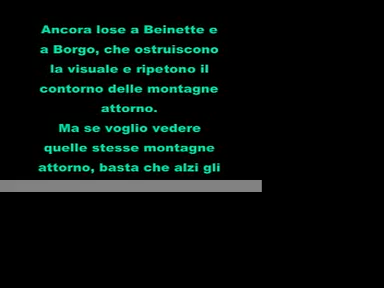 Ancora lose a Beinette e
a Borgo, che ostruiscono
la visuale e ripetono il
contorno delle montagne
attorno.
Ma se voglio vedere
quelle stesse montagne
attorno, basta che alzi gli